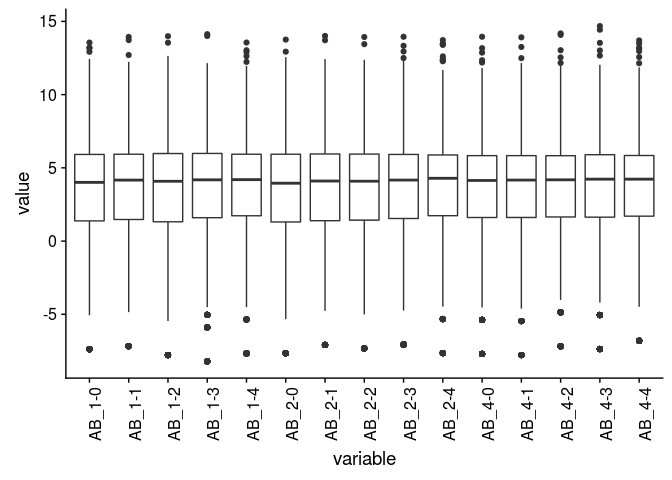 15
10
5
0
-5
value
AB_1-0
AB_1-1
AB_1-2
AB_1-3
AB_1-4
AB_2-0
AB_2-1
AB_2-2
AB_2-3
AB_2-4
AB_4-0
AB_4-1
AB_4-2
AB_4-3
AB_4-4
variable